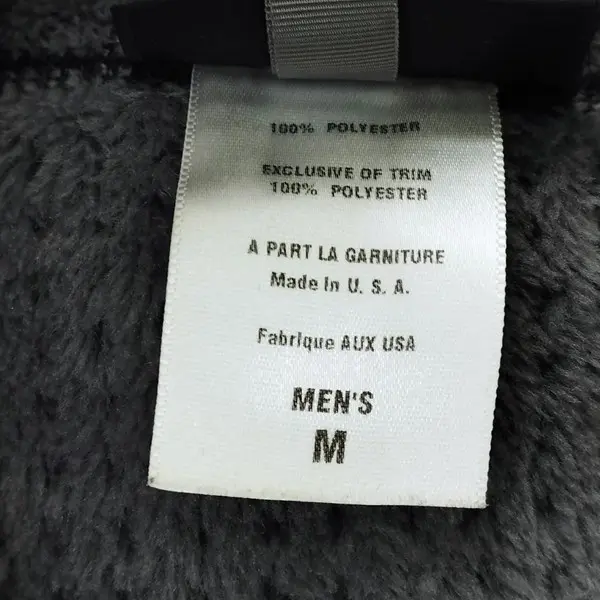 100% POLYESTER
EXCLUSIVE OF TRIM
100% POLYESTER
A PART LA GARNITURE
Made in U. S. A.
Fabrique AUX USA
MEN'S
M